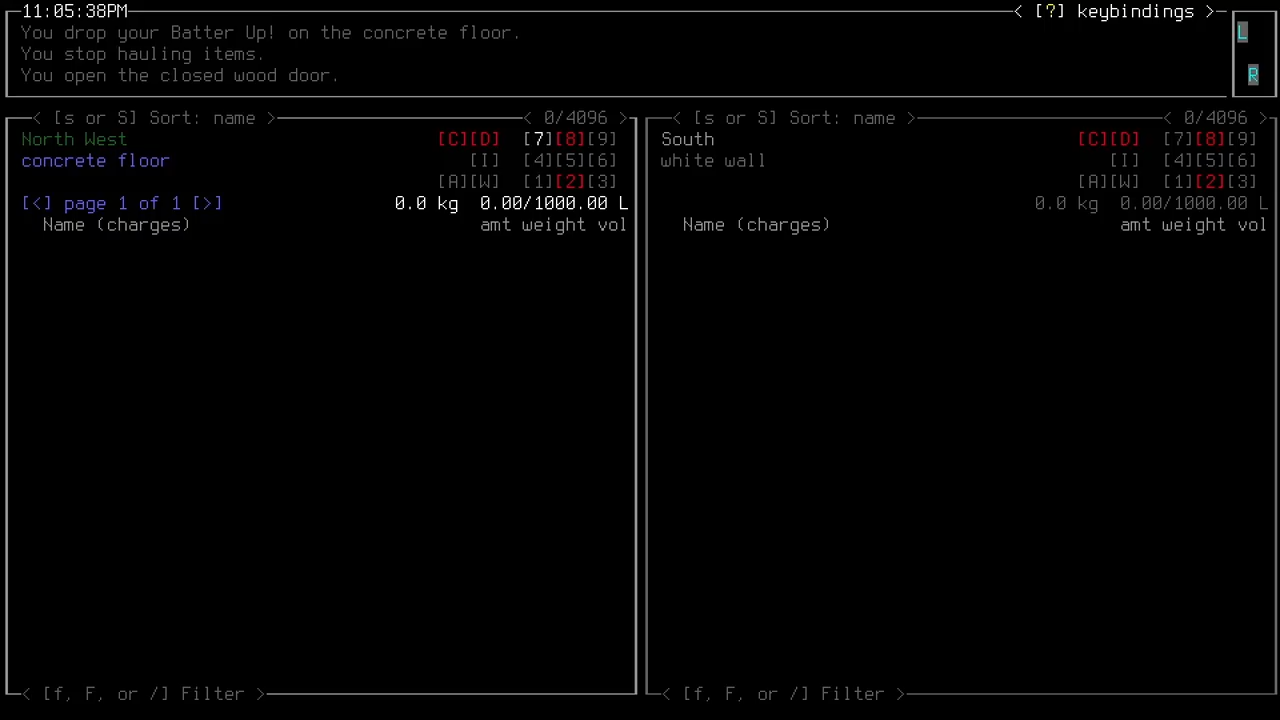 11:05:38PM < [?] keybindings >
You drop your Batter Up! on the concrete floor.
L
You stop hauling items.
You open the closed wood door.
R
< [s or S] Sort: name > < 0/4096 >
North West [C][D] [7][8][9]
concrete floor [I] [4][5][6]
[A][W] [1][2][3]
[<] page 1 of 1 [>] 0.0 kg 0.00/1000.00 L
Name (charges) amt weight vol
< [f, F, or /] Filter >
< [s or S] Sort: name > < 0/4096 >
South [C][D] [7][8][9]
white wall [I] [4][5][6]
[A][W] [1][2][3]
0.0 kg 0.00/1000.00 L
Name (charges) amt weight vol
< [f, F, or /] Filter >